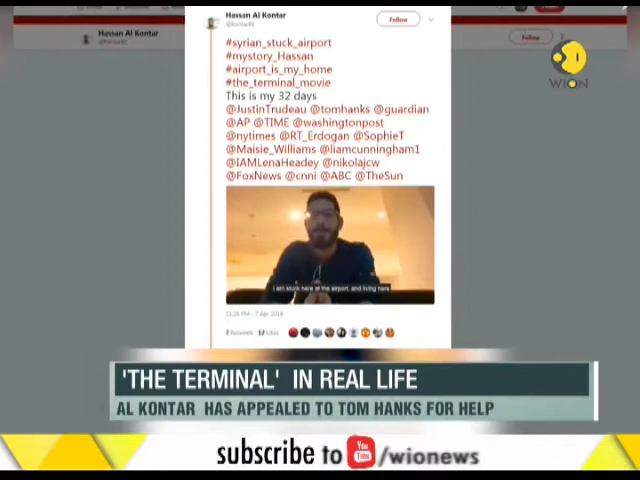 Hassan Al Kontar
@Kontar81
Follow
Hassan Al Kontar
Follow
#syrian_stuck_airport
#mystory_Hassan
#airport_is_my_home
#the_terminal_movie
This is my 32 days
@JustinTrudeau @tomhanks @guardian
@AP @TIME @washingtonpost
@nytimes @RT_Erdogan @SophieT
@Maisie_Williams @liamcunningham1
@IAMLenaHeadey @nikolajcw
@FoxNews @cnni @ABC @TheSun
I am stuck here at the airport, and living here
11:26 PM - 7 Apr 2018
7 Retweets 12 Likes
WION
'THE TERMINAL' IN REAL LIFE
AL KONTAR HAS APPEALED TO TOM HANKS FOR HELP
subscribe to You Tube /wionews